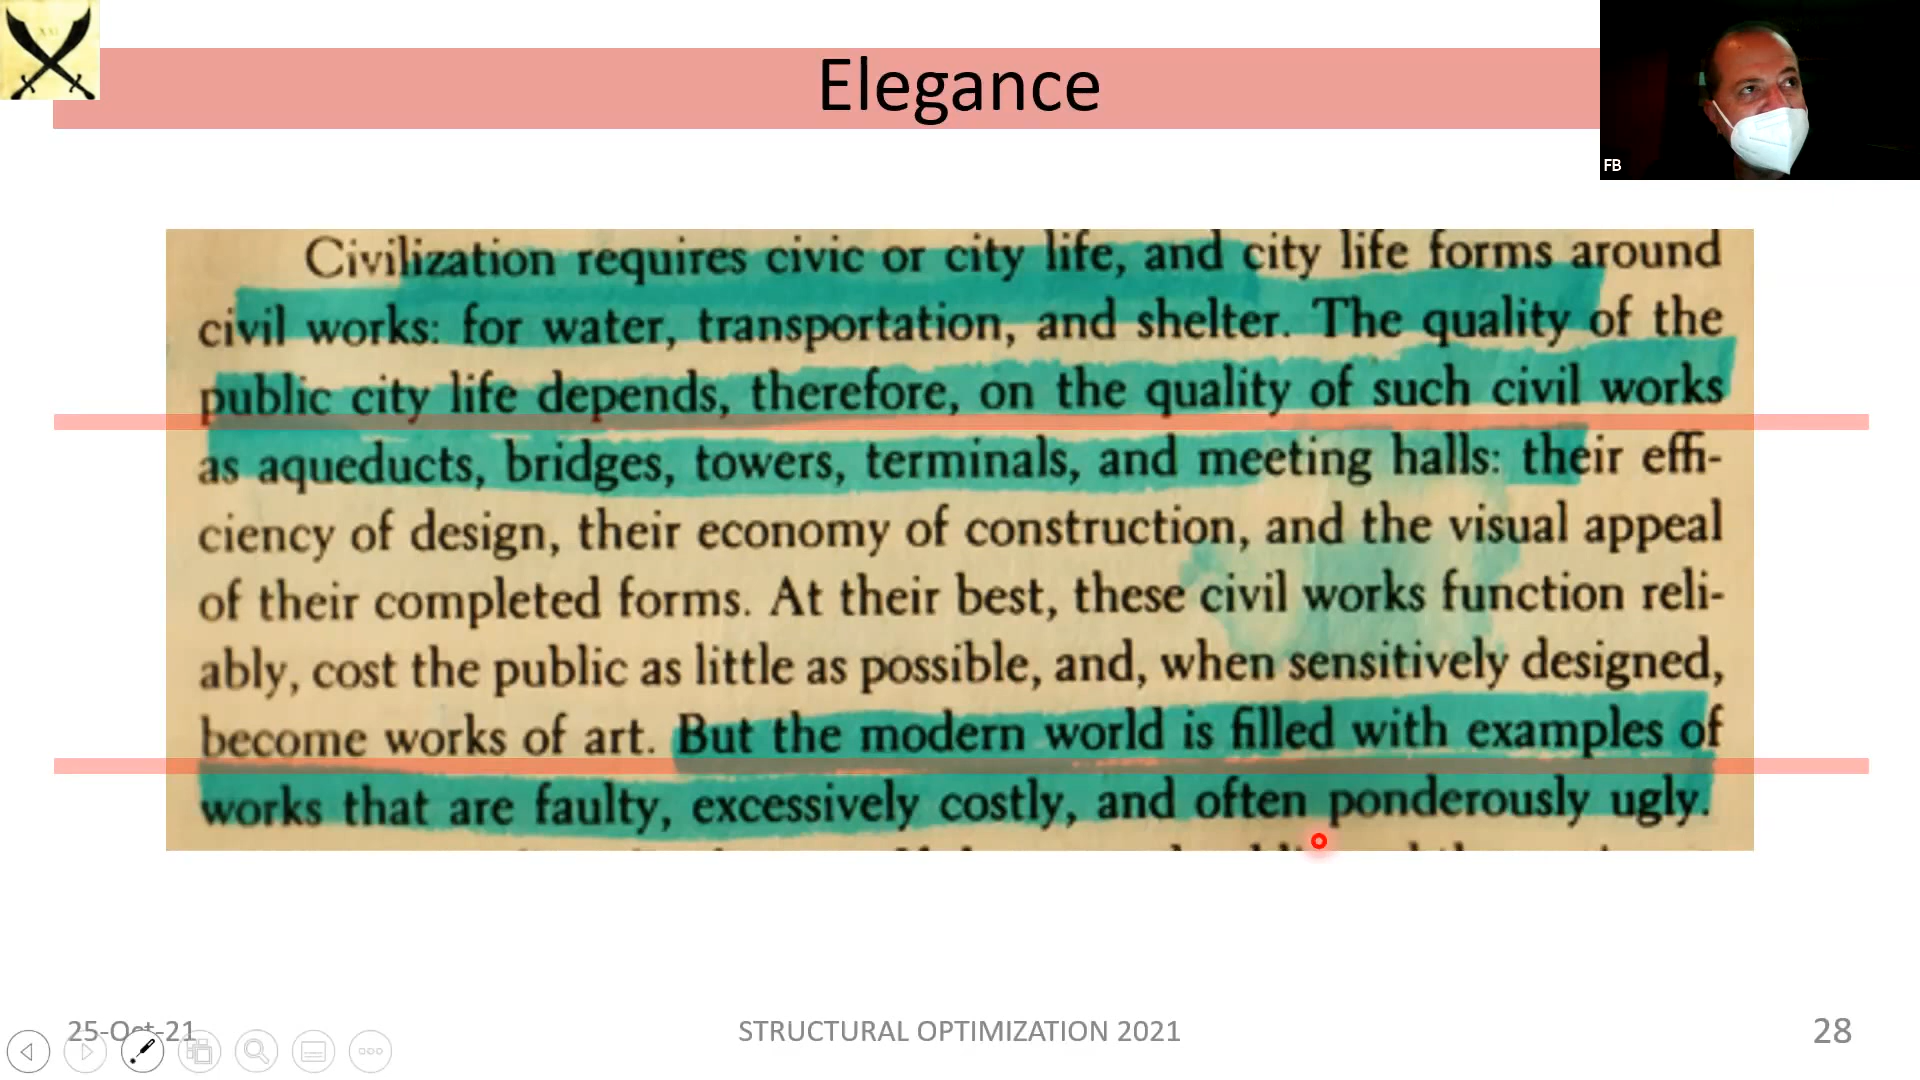 XXI
Elegance
FB
Civilization requires civic or city life, and city life forms around
civil works: for water, transportation, and shelter. The quality of the
public city life depends, therefore, on the quality of such civil works
as aqueducts, bridges, towers, terminals, and meeting halls: their effi-
ciency of design, their economy of construction, and the visual appeal
of their completed forms. At their best, these civil works function reli-
ably, cost the public as little as possible, and, when sensitively designed,
become works of art. But the modern world is filled with examples of
works that are faulty, excessively costly, and often ponderously ugly.
25-Oct-21
STRUCTURAL OPTIMIZATION 2021
28